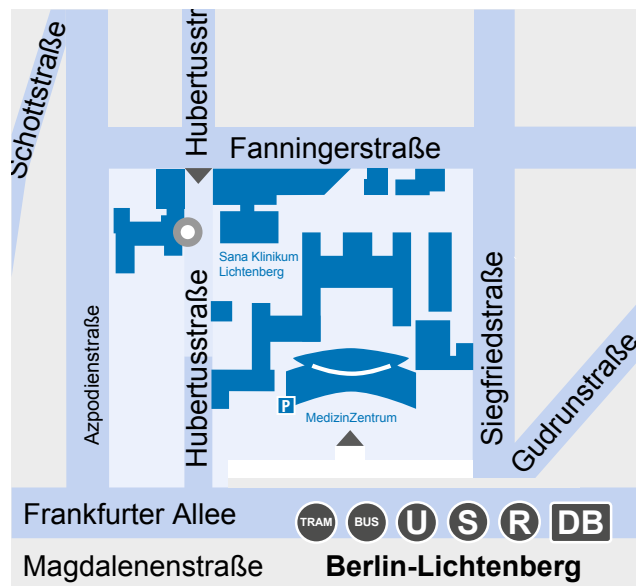 Schottstraße
Hubertusstr
Fanningerstraße
Sana Klinikum
Lichtenberg
Hubertusstraße
Azpodienstraße
Siegfriedstraße
Gudrunstraße
P
MedizinZentrum
Frankfurter Allee
TRAM BUS U S R DB
Magdalenenstraße
Berlin-Lichtenberg